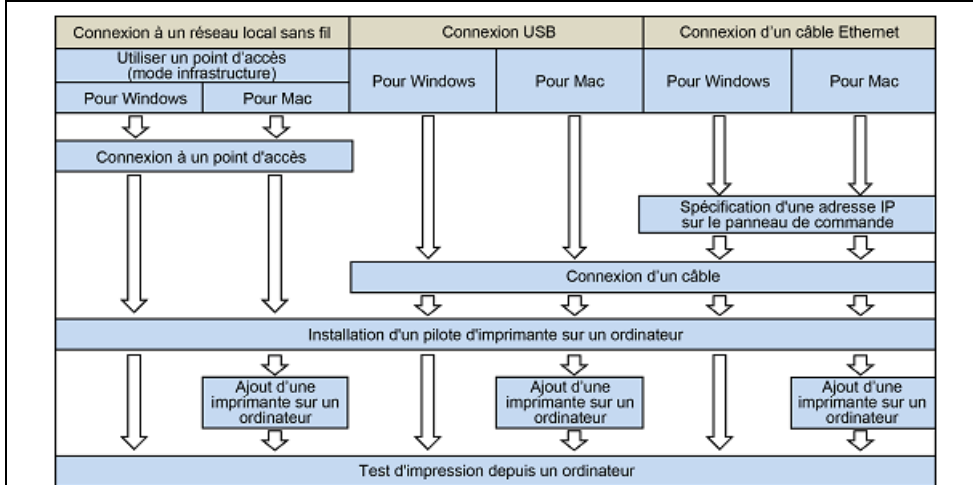 Connexion à un réseau local sans fil
Connexion USB
Connexion d'un câble Ethernet
Utiliser un point d'accès
(mode infrastructure)
Pour Windows
Pour Mac
Pour Windows
Pour Mac
Pour Windows
Pour Mac
Connexion à un point d'accès
Spécification d'une adresse IP
sur le panneau de commande
Connexion d'un câble
Installation d'un pilote d'imprimante sur un ordinateur
Ajout d'une
imprimante sur un
ordinateur
Ajout d'une
imprimante sur un
ordinateur
Ajout d'une
imprimante sur un
ordinateur
Test d'impression depuis un ordinateur